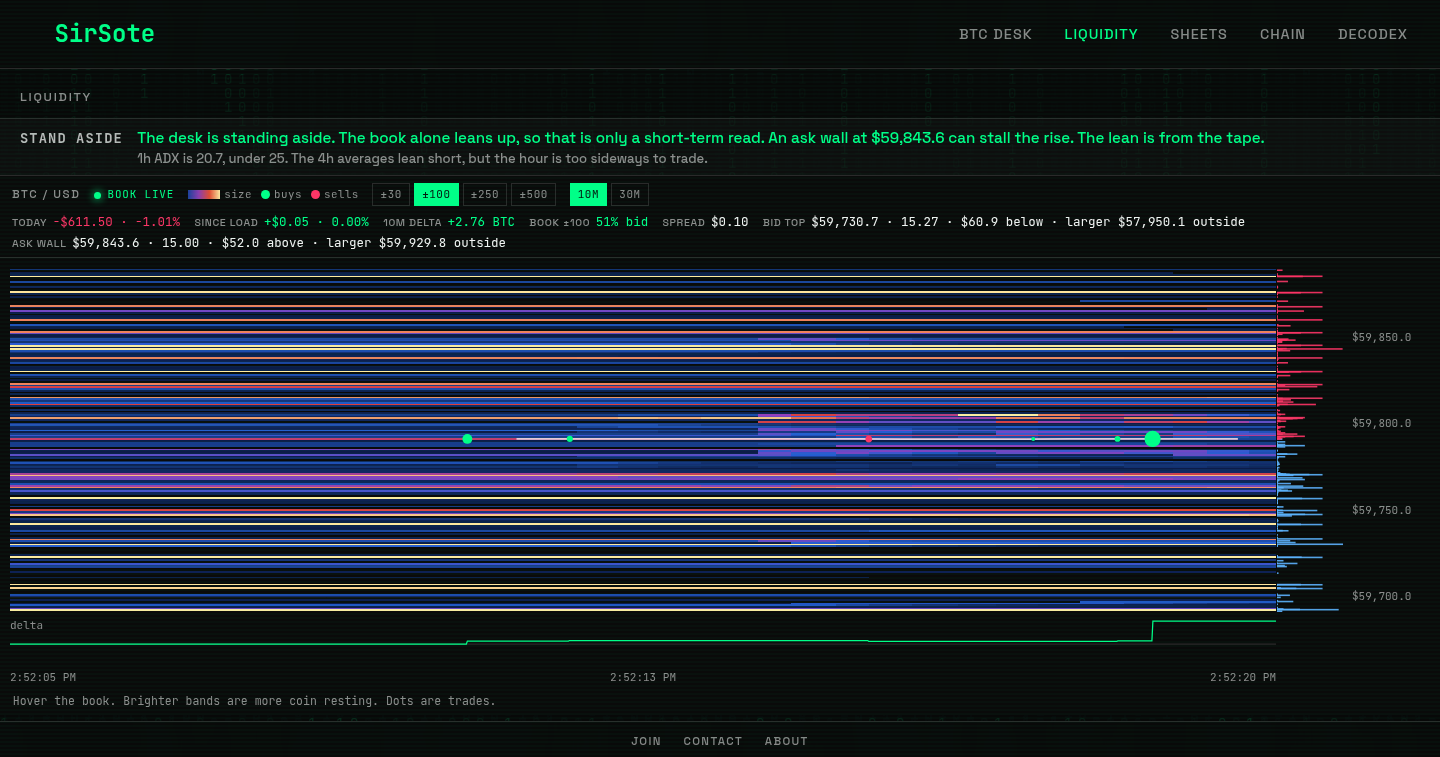 SirSote
BTC DESK LIQUIDITY SHEETS CHAIN DECODEX
LIQUIDITY
STAND ASIDE The desk is standing aside. The book alone leans up, so that is only a short-term read. An ask wall at $59,843.6 can stall the rise. The lean is from the tape.
1h ADX is 20.7, under 25. The 4h averages lean short, but the hour is too sideways to trade.
BTC / USD BOOK LIVE size buys sells ±30 ±100 ±250 ±500 10M 30M
TODAY -$611.50 · -1.01% SINCE LOAD +$0.05 · 0.00% 10M DELTA +2.76 BTC BOOK ±100 51% bid SPREAD $0.10 BID TOP $59,730.7 · 15.27 · $60.9 below · larger $57,950.1 outside
ASK WALL $59,843.6 · 15.00 · $52.0 above · larger $59,929.8 outside
$59,850.0
$59,800.0
$59,750.0
$59,700.0
delta
2:52:05 PM 2:52:13 PM 2:52:20 PM
Hover the book. Brighter bands are more coin resting. Dots are trades.
JOIN CONTACT ABOUT